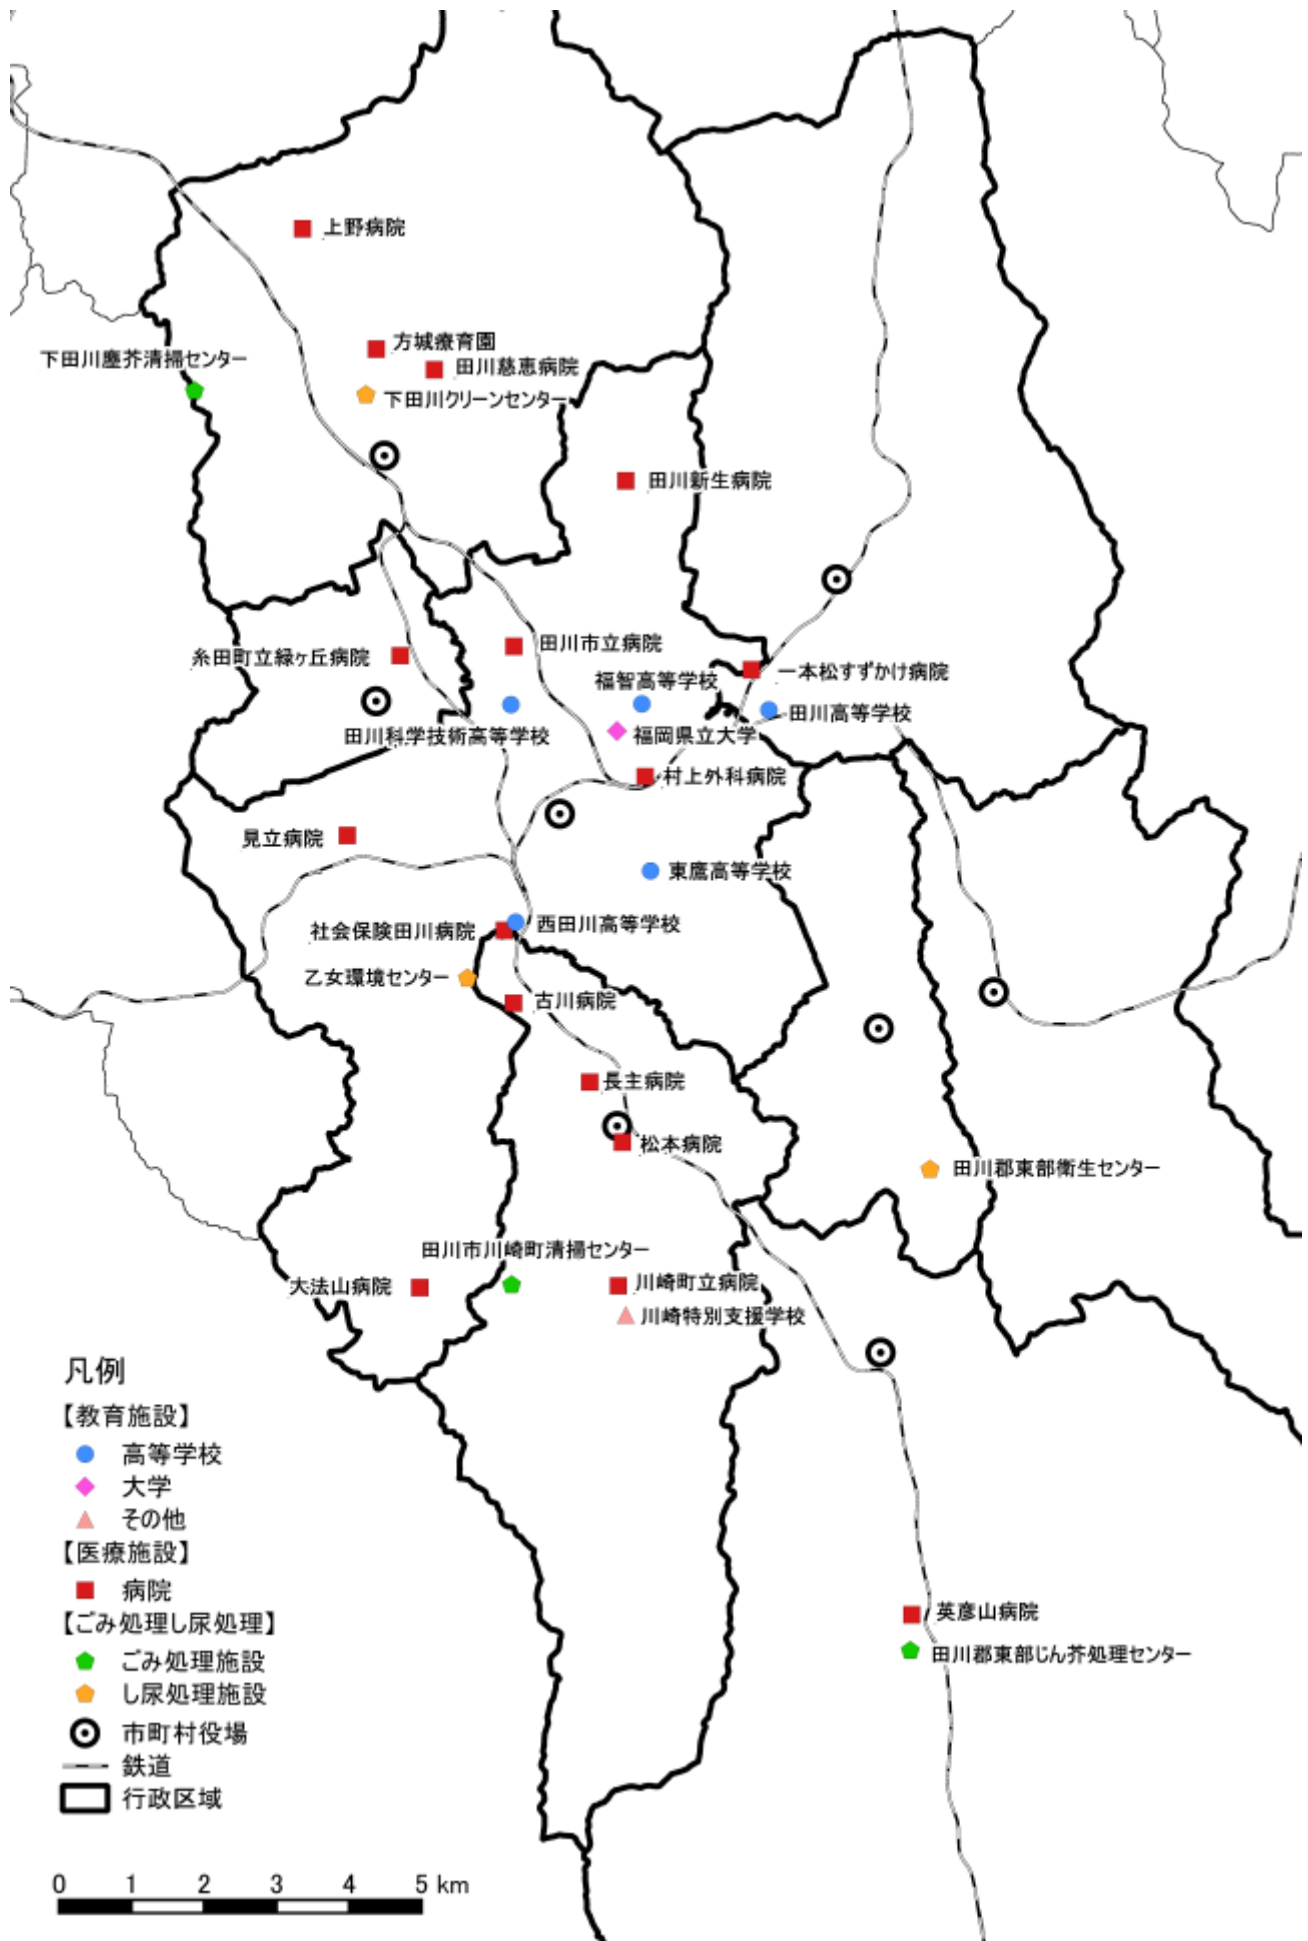 上野病院
方城療育園
下田川塵芥清掃センター
田川慈恵病院
下田川クリーンセンター
田川新生病院
田川市立病院
糸田町立緑ヶ丘病院
一本松すずかけ病院
福智高等学校
田川高等学校
田川科学技術高等学校
福岡県立大学
村上外科病院
見立病院
東鷹高等学校
西田川高等学校
社会保険田川病院
乙女環境センター
古川病院
長主病院
松本病院
田川郡東部衛生センター
田川市川崎町清掃センター
大法山病院
川崎町立病院
川崎特別支援学校
凡例
【教育施設】
高等学校
大学
その他
【医療施設】
病院
【ごみ処理し尿処理】
ごみ処理施設
し尿処理施設
市町村役場
鉄道
行政区域
英彦山病院
田川郡東部じん芥処理センター
0 1 2 3 4 5 km